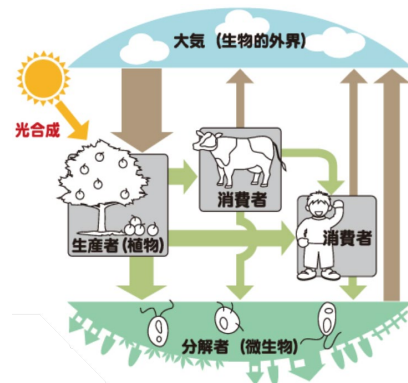 大気（生物的外界）
光合成
消費者
生産者（植物）
消費者
分解者（微生物）